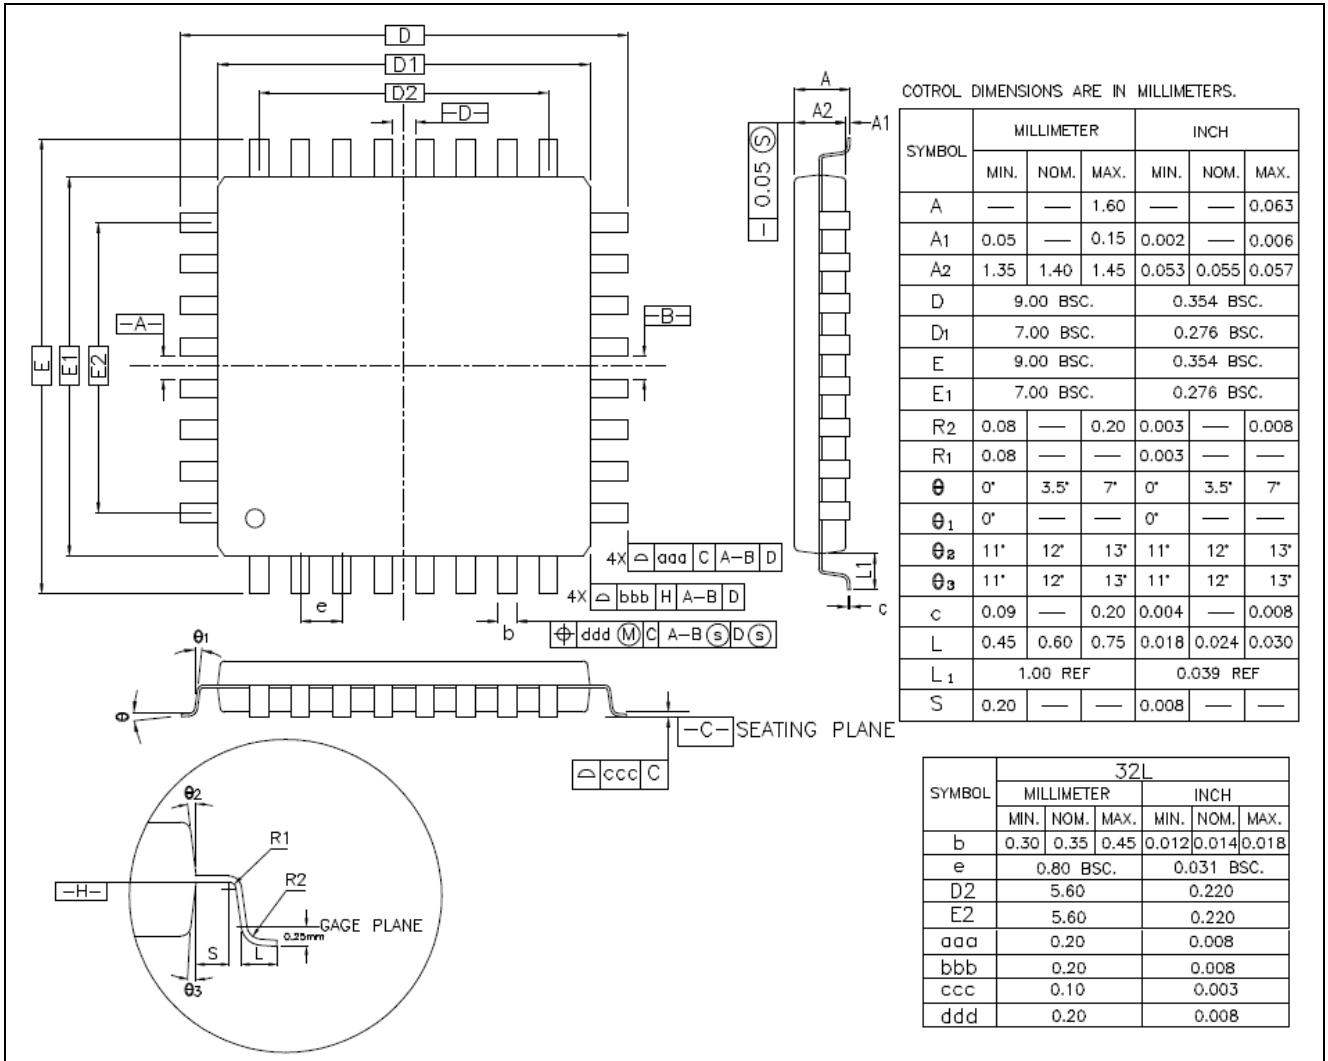 D
D1
D2
-D-
E
E1
E2
-A-
-B-
e
b
4X ⌓ aaa C A-B D
4X ⌓ bbb H A-B D
⌖ ddd Ⓜ C A-B Ⓢ D Ⓢ
A
A2
A1
— 0.05 Ⓢ
L1
c
θ1
θ
-C- SEATING PLANE
⌓ ccc C
θ2
R1
R2
-H-
GAGE PLANE
0.25mm
S
L
θ3
COTROL DIMENSIONS ARE IN MILLIMETERS.
SYMBOL MILLIMETER INCH
MIN. NOM. MAX. MIN. NOM. MAX.
A — — 1.60 — — 0.063
A1 0.05 — 0.15 0.002 — 0.006
A2 1.35 1.40 1.45 0.053 0.055 0.057
D 9.00 BSC. 0.354 BSC.
D1 7.00 BSC. 0.276 BSC.
E 9.00 BSC. 0.354 BSC.
E1 7.00 BSC. 0.276 BSC.
R2 0.08 — 0.20 0.003 — 0.008
R1 0.08 — — 0.003 — —
θ 0° 3.5° 7° 0° 3.5° 7°
θ1 0° — — 0° — —
θ2 11° 12° 13° 11° 12° 13°
θ3 11° 12° 13° 11° 12° 13°
c 0.09 — 0.20 0.004 — 0.008
L 0.45 0.60 0.75 0.018 0.024 0.030
L1 1.00 REF 0.039 REF
S 0.20 — — 0.008 — —
32L
SYMBOL MILLIMETER INCH
MIN. NOM. MAX. MIN. NOM. MAX.
b 0.30 0.35 0.45 0.012 0.014 0.018
e 0.80 BSC. 0.031 BSC.
D2 5.60 0.220
E2 5.60 0.220
aaa 0.20 0.008
bbb 0.20 0.008
ccc 0.10 0.003
ddd 0.20 0.008